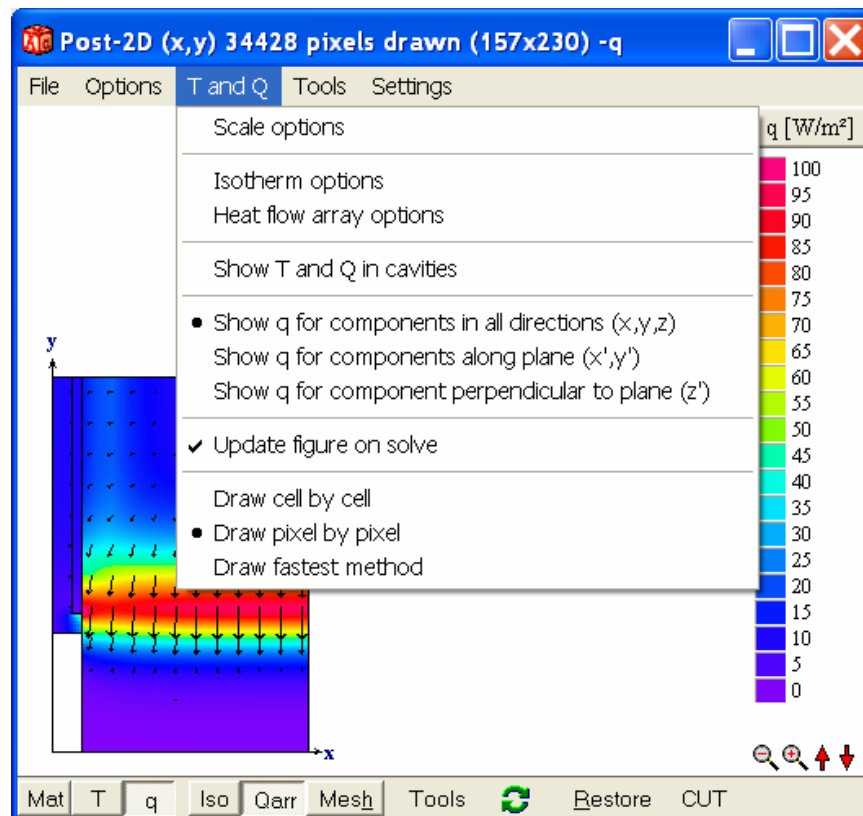 Post-2D (x,y) 34428 pixels drawn (157x230) -q
File Options T and Q Tools Settings
Scale options
Isotherm options
Heat flow array options
Show T and Q in cavities
Show q for components in all directions (x,y,z)
Show q for components along plane (x',y')
Show q for component perpendicular to plane (z')
Update figure on solve
Draw cell by cell
Draw pixel by pixel
Draw fastest method
q [W/m²]
100
95
90
85
80
75
70
65
60
55
50
45
40
35
30
25
20
15
10
5
0
y
x
Mat T q Iso Qarr Mesh Tools Restore CUT